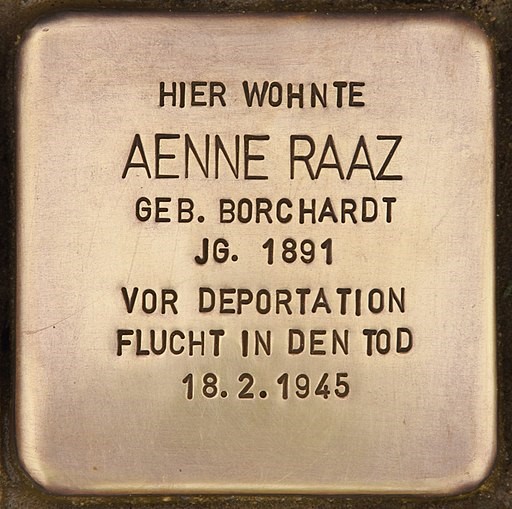 HIER WOHNTE
AENNE RAAZ
GEB. BORCHARDT
JG. 1891
VOR DEPORTATION
FLUCHT IN DEN TOD
18.2.1945